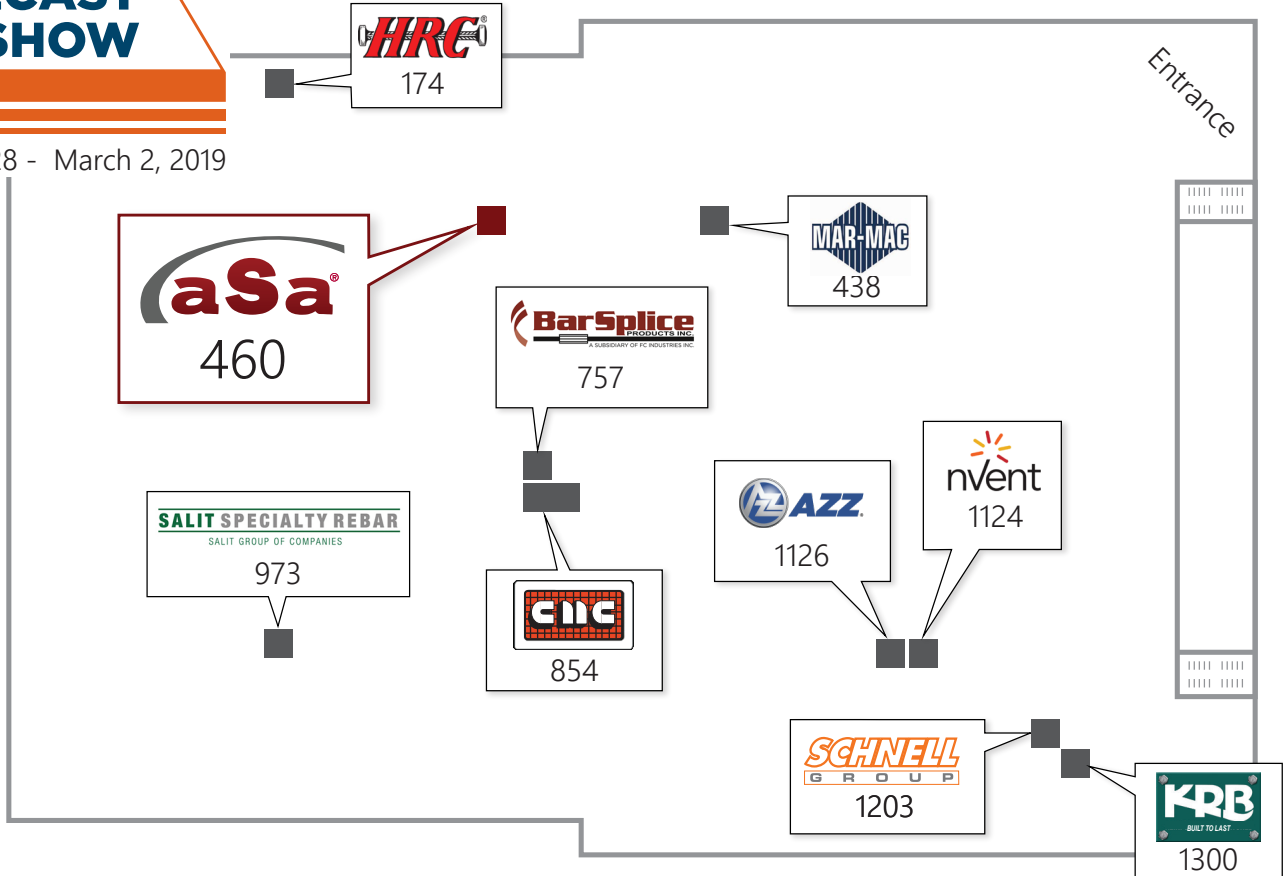 SHOW
March 2, 2019
HRC®
174
Entrance
aSa®
460
MAR-MAC
438
BarSplice
PRODUCTS INC.
A SUBSIDIARY OF FC INDUSTRIES INC.
757
nVent
1124
AZZ
1126
SALIT SPECIALTY REBAR
SALIT GROUP OF COMPANIES
973
CMC
854
SCHNELL
GROUP
1203
KRB
BUILT TO LAST
1300